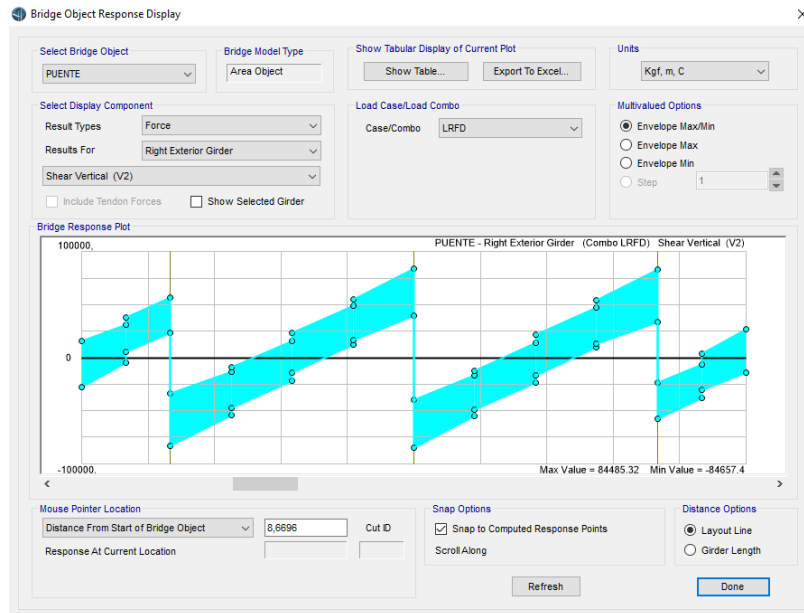 Bridge Object Response Display
Select Bridge Object
PUENTE
Bridge Model Type
Area Object
Show Tabular Display of Current Plot
Show Table...
Export To Excel...
Units
Kgf, m, C
Select Display Component
Result Types
Force
Results For
Right Exterior Girder
Shear Vertical (V2)
Include Tendon Forces
Show Selected Girder
Load Case/Load Combo
Case/Combo
LRFD
Multivalued Options
Envelope Max/Min
Envelope Max
Envelope Min
Step
1
Bridge Response Plot
100000,
PUENTE - Right Exterior Girder (Combo LRFD) Shear Vertical (V2)
0
-100000.
Max Value = 84485.32 Min Value = -84657.4
Mouse Pointer Location
Distance From Start of Bridge Object
8,6696
Cut ID
Response At Current Location
Snap Options
Snap to Computed Response Points
Scroll Along
Distance Options
Layout Line
Girder Length
Refresh
Done